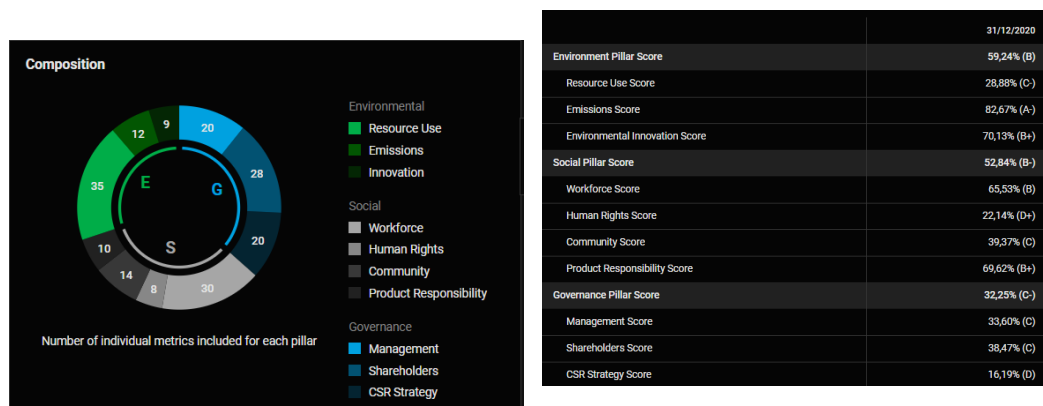 Composition
12
9
20
35
28
E
G
10
S
20
14
8
30
Number of individual metrics included for each pillar
Environmental
Resource Use
Emissions
Innovation
Social
Workforce
Human Rights
Community
Product Responsibility
Governance
Management
Shareholders
CSR Strategy
31/12/2020
Environment Pillar Score 59,24% (B)
Resource Use Score 28,88% (C-)
Emissions Score 82,67% (A-)
Environmental Innovation Score 70,13% (B+)
Social Pillar Score 52,84% (B-)
Workforce Score 65,53% (B)
Human Rights Score 22,14% (D+)
Community Score 39,37% (C)
Product Responsibility Score 69,62% (B+)
Governance Pillar Score 32,25% (C-)
Management Score 33,60% (C)
Shareholders Score 38,47% (C)
CSR Strategy Score 16,19% (D)